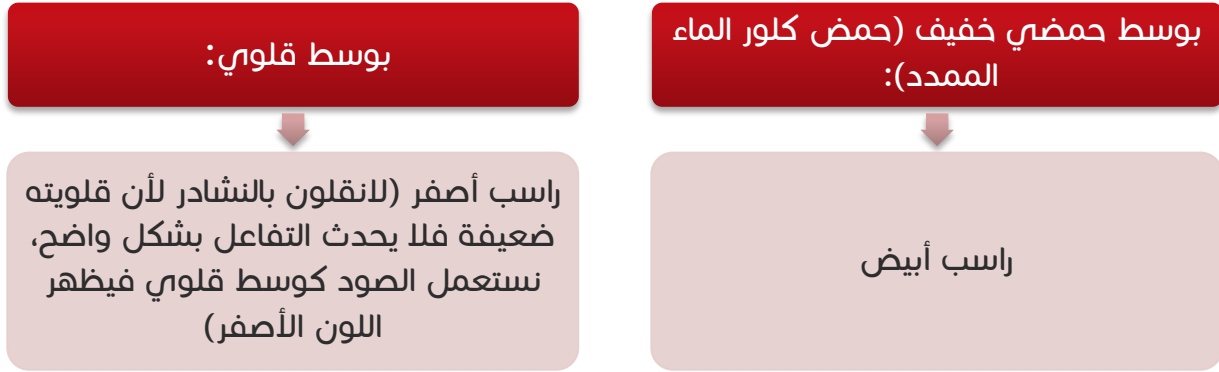 بوسط حمضي خفيف (حمض كلور الماء
الممدد):
راسب أبيض
بوسط قلوي:
راسب أصفر (لانقلون بالنشادر لأن قلويته
ضعيفة فلا يحدث التفاعل بشكل واضح،
نستعمل الصود كوسط قلوي فيظهر
اللون الأصفر)